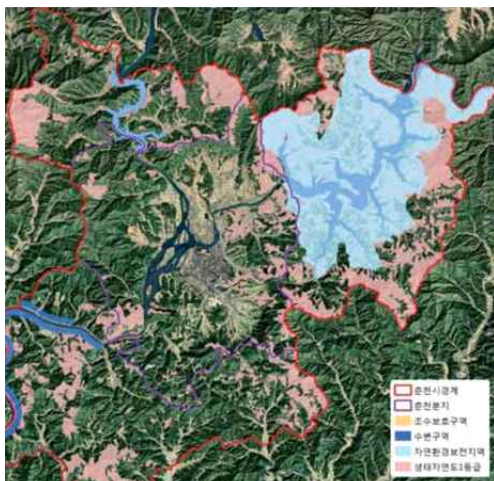 춘천시경계
춘천분지
조수보호구역
수변구역
자연환경보전지역
생태자연도1등급